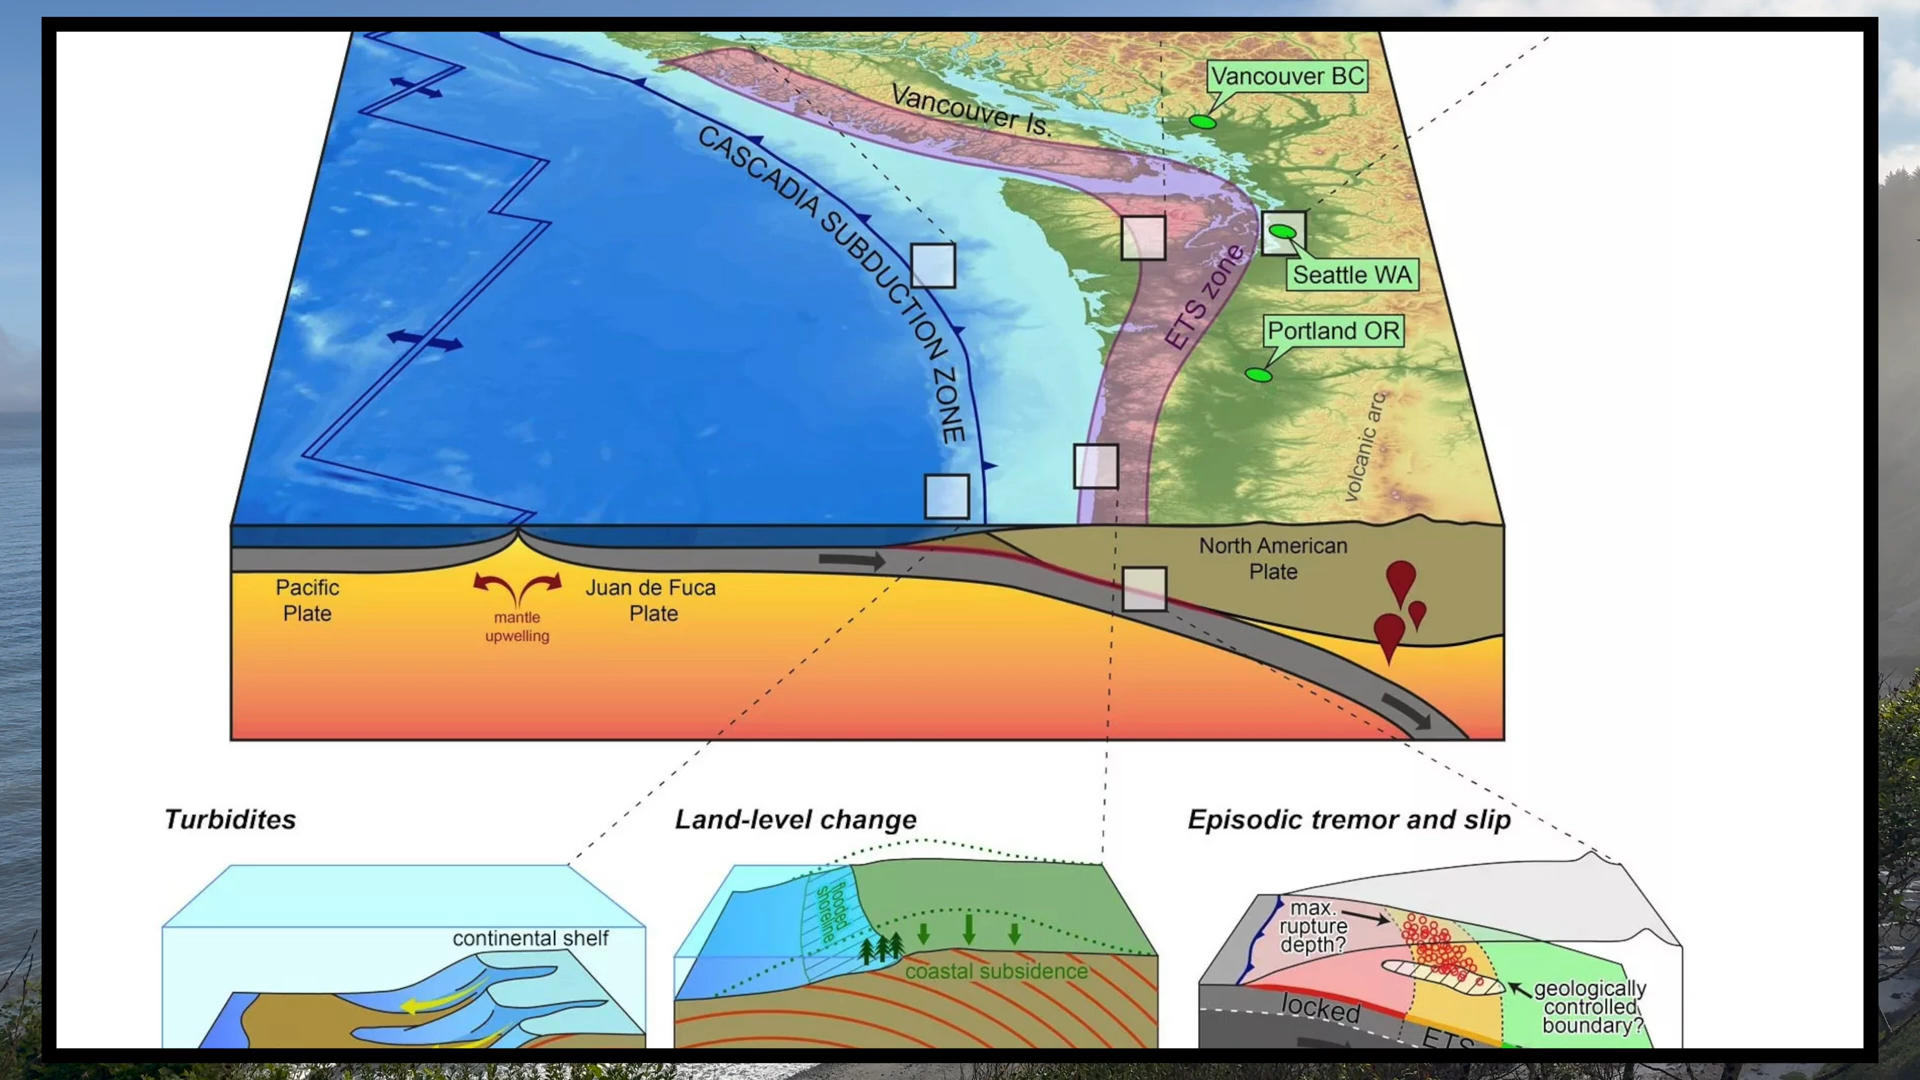 Vancouver BC
Vancouver Is.
CASCADIA SUBDUCTION ZONE
ETS zone
Seattle WA
Portland OR
volcanic arc
North American
Plate
Pacific
Plate
mantle
upwelling
Juan de Fuca
Plate
Turbidites
Land-level change
Episodic tremor and slip
continental shelf
flooded
shoreline
coastal subsidence
max.
rupture
depth?
geologically
controlled
boundary?
locked
ETS